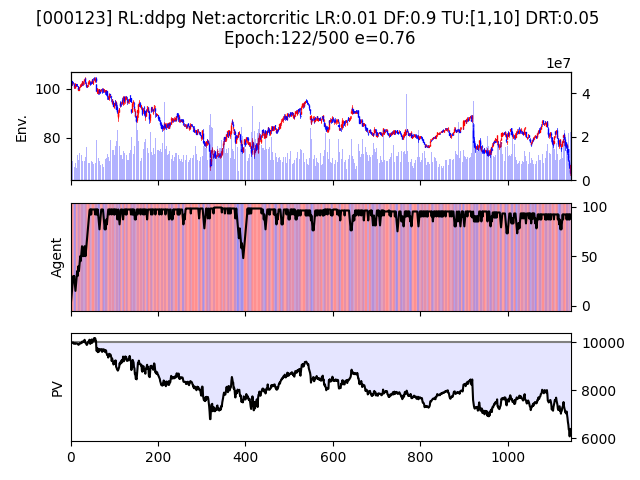 [000123] RL:ddpg Net:actorcritic LR:0.01 DF:0.9 TU:[1,10] DRT:0.05
Epoch:122/500 e=0.76
1e7
100
80
Env.
4
2
0
Agent
100
50
0
PV
10000
8000
6000
0 200 400 600 800 1000